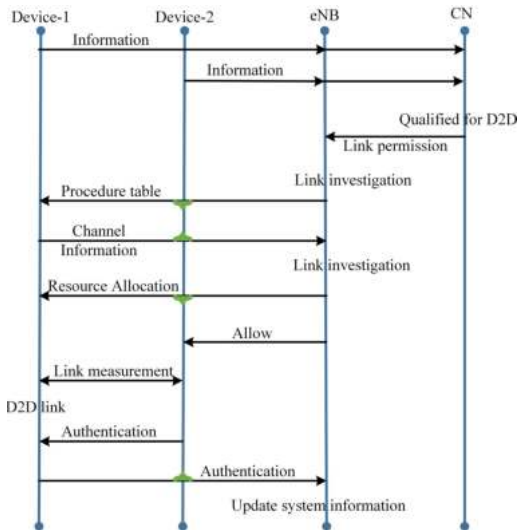 Device-1 Device-2 eNB CN
Information
Information
Qualified for D2D
Link permission
Link investigation
Procedure table
Channel
Information
Link investigation
Resource Allocation
Allow
Link measurement
D2D link
Authentication
Authentication
Update system information